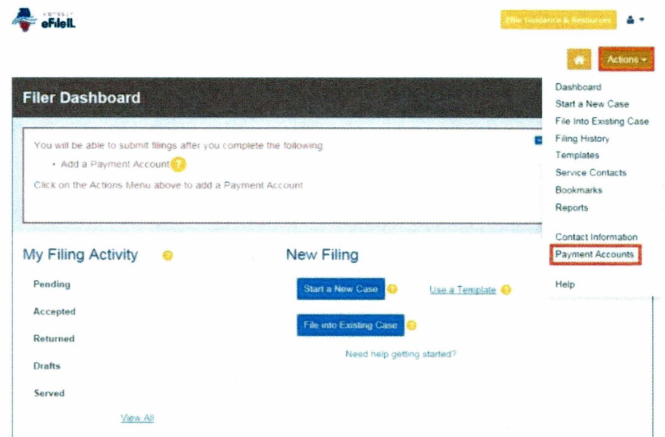 eFileIL
Efile Guidance & Resources
Actions
Filer Dashboard
You will be able to submit filings after you complete the following
• Add a Payment Account ?
Click on the Actions Menu above to add a Payment Account
Dashboard
Start a New Case
File Into Existing Case
Filing History
Templates
Service Contacts
Bookmarks
Reports
Contact Information
Payment Accounts
Help
My Filing Activity ?
Pending
Accepted
Returned
Drafts
Served
View All
New Filing
Start a New Case ? Use a Template ?
File into Existing Case ?
Need help getting started?